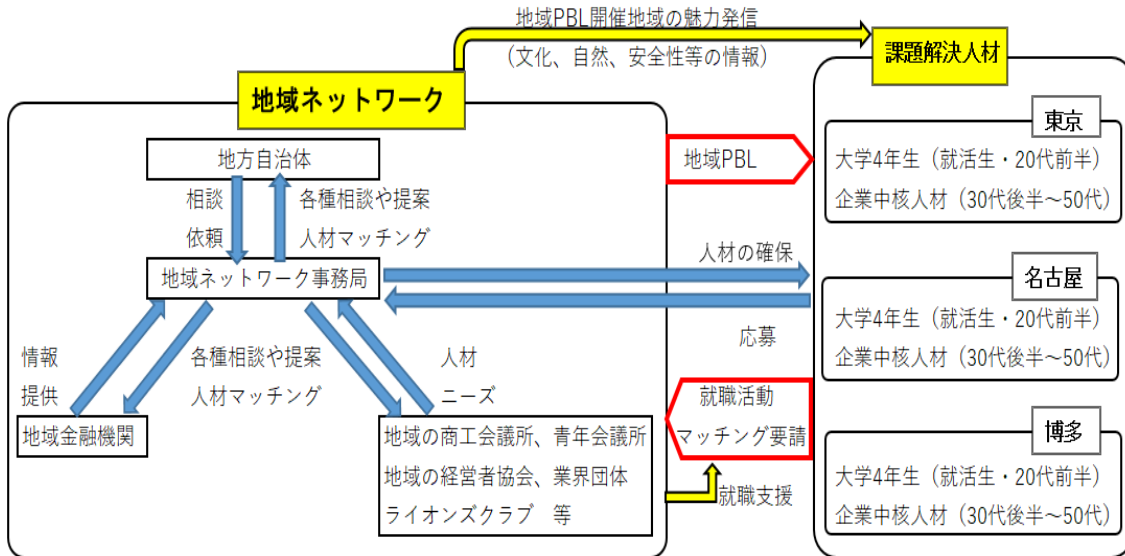 地域PBL開催地域の魅力発信
（文化、自然、安全性等の情報）
課題解決人材
地域ネットワーク
地方自治体
相談
依頼
各種相談や提案
人材マッチング
地域ネットワーク事務局
情報
提供
各種相談や提案
人材マッチング
人材
ニーズ
地域金融機関
地域の商工会議所、青年会議所
地域の経営者協会、業界団体
ライオンズクラブ　等
地域PBL
人材の確保
応募
就職活動
マッチング要請
就職支援
東京
大学4年生（就活生・20代前半）
企業中核人材（30代後半～50代）
名古屋
大学4年生（就活生・20代前半）
企業中核人材（30代後半～50代）
博多
大学4年生（就活生・20代前半）
企業中核人材（30代後半～50代）